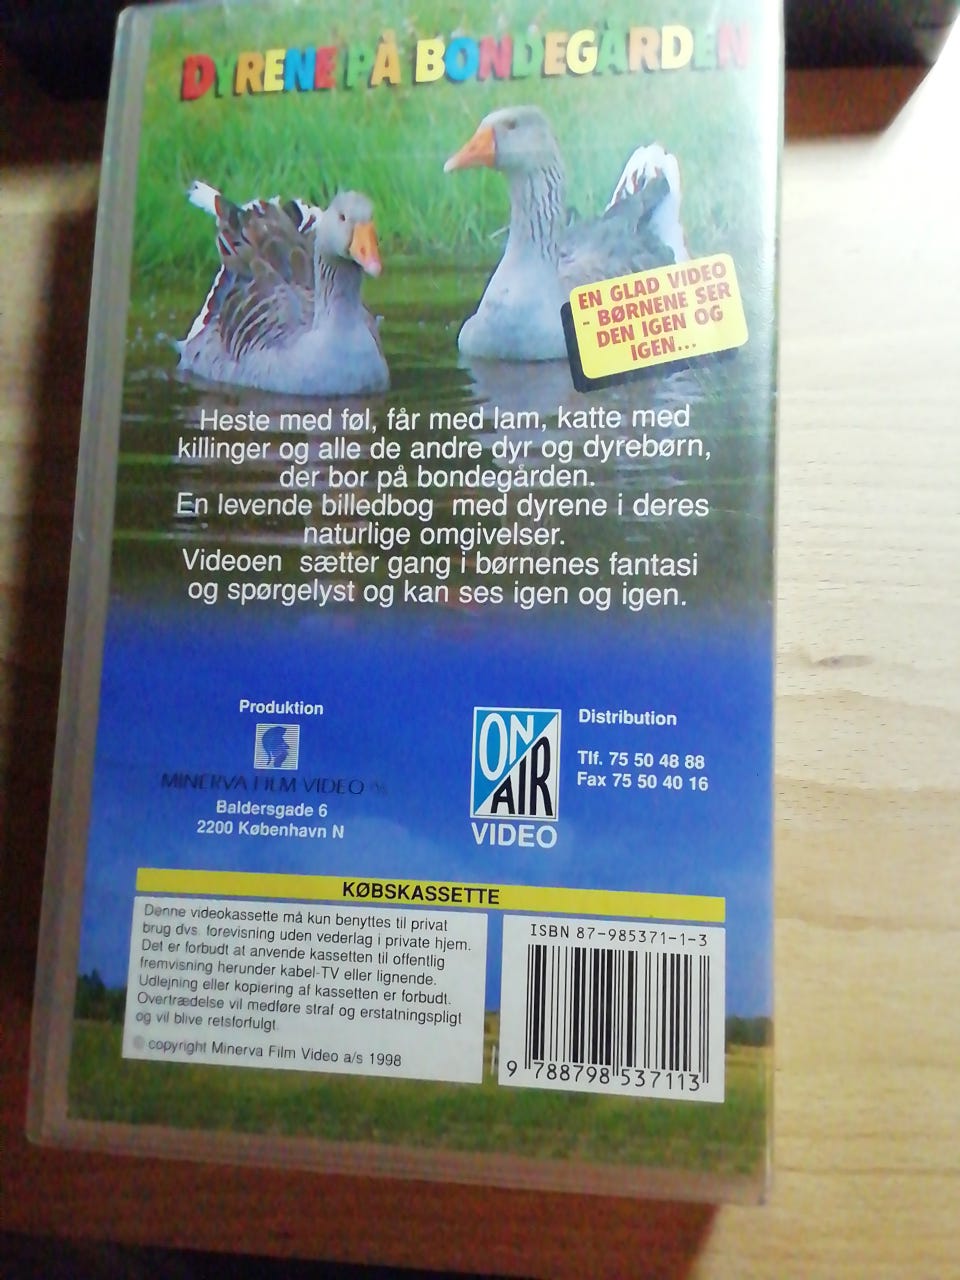 DYRENE PÅ BONDEGÅRDEN
EN GLAD VIDEO
- BØRNENE SER
DEN IGEN OG
IGEN...
Heste med føl, får med lam, katte med
killinger og alle de andre dyr og dyrebørn,
der bor på bondegården.
En levende billedbog med dyrene i deres
naturlige omgivelser.
Videoen sætter gang i børnenes fantasi
og spørgelyst og kan ses igen og igen.
Produktion
MINERVA FILM VIDEO
Baldersgade 6
2200 København N
ON
AIR
VIDEO
Distribution
Tlf. 75 50 48 88
Fax 75 50 40 16
KØBSKASSETTE
Denne videokassette må kun benyttes til privat
brug dvs. forevisning uden vederlag i private hjem.
Det er forbudt at anvende kassetten til offentlig
fremvisning herunder kabel-TV eller lignende.
Udlejning eller kopiering af kassetten er forbudt.
Overtrædelse vil medføre straf og erstatningspligt
og vil blive retsforfulgt.
© copyright Minerva Film Video a/s 1998
ISBN 87-985371-1-3
9 788798 537113